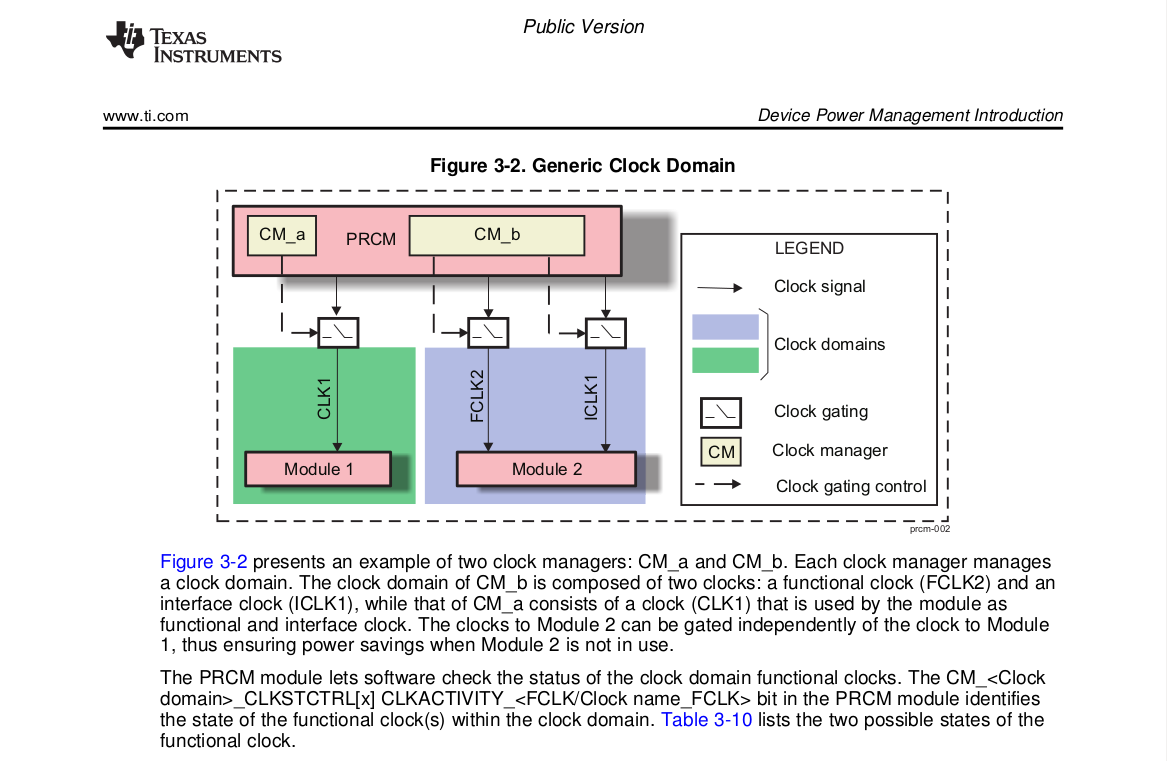 Public Version
TEXAS
INSTRUMENTS
www.ti.com
Device Power Management Introduction
Figure 3-2. Generic Clock Domain
CM_a
PRCM
CM_b
CLK1
FCLK2
ICLK1
Module 1
Module 2
LEGEND
Clock signal
Clock domains
Clock gating
CM
Clock manager
Clock gating control
prcm-002
Figure 3-2 presents an example of two clock managers: CM_a and CM_b. Each clock manager manages
a clock domain. The clock domain of CM_b is composed of two clocks: a functional clock (FCLK2) and an
interface clock (ICLK1), while that of CM_a consists of a clock (CLK1) that is used by the module as
functional and interface clock. The clocks to Module 2 can be gated independently of the clock to Module
1, thus ensuring power savings when Module 2 is not in use.
The PRCM module lets software check the status of the clock domain functional clocks. The CM_<Clock
domain>_CLKSTCTRL[x] CLKACTIVITY_<FCLK/Clock name_FCLK> bit in the PRCM module identifies
the state of the functional clock(s) within the clock domain. Table 3-10 lists the two possible states of the
functional clock.